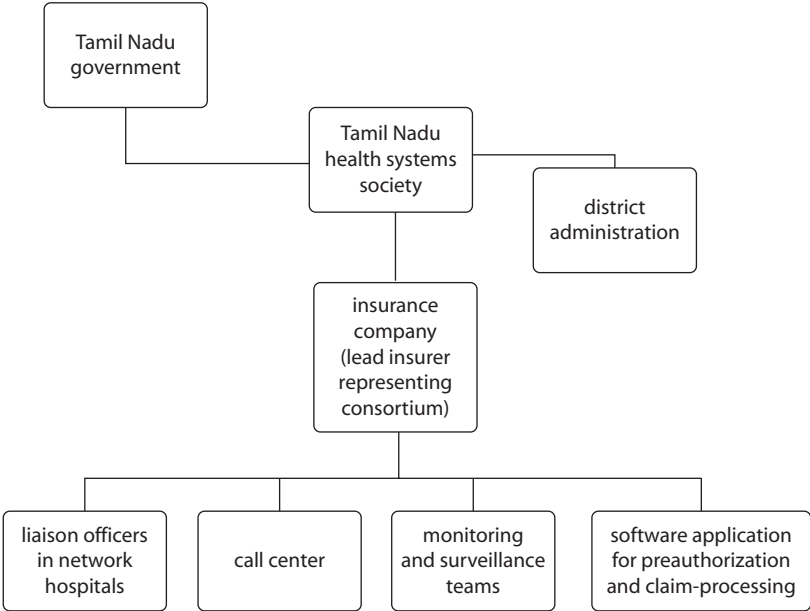 Tamil Nadu
government
Tamil Nadu
health systems
society
district
administration
insurance
company
(lead insurer
representing
consortium)
liaison officers
in network
hospitals
call center
monitoring
and surveillance
teams
software application
for preauthorization
and claim-processing